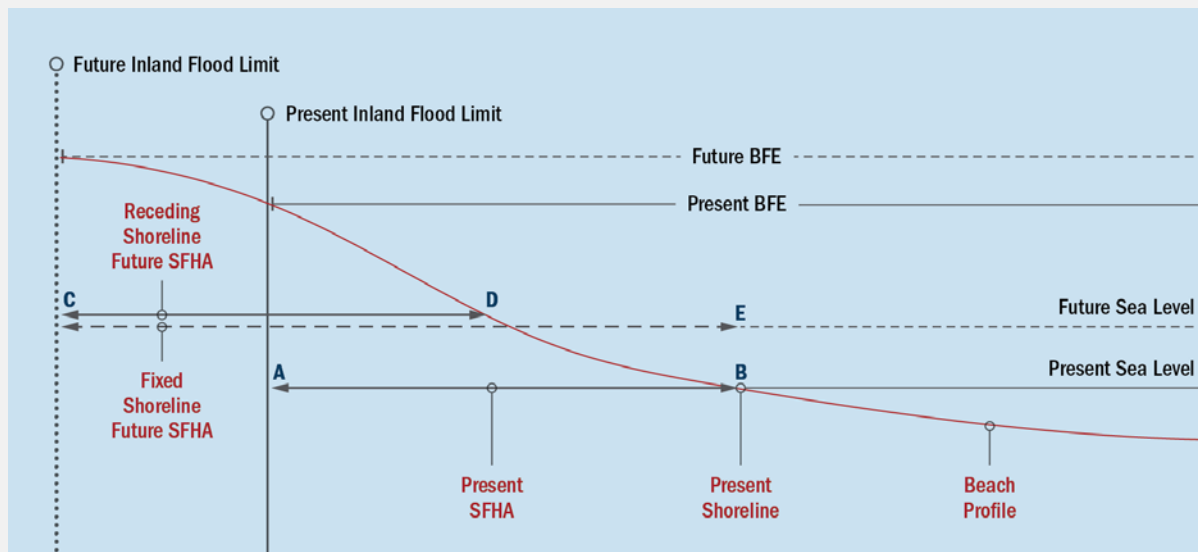 Future Inland Flood Limit
Present Inland Flood Limit
Future BFE
Present BFE
Receding
Shoreline
Future SFHA
C
D
E
Future Sea Level
Fixed
Shoreline
Future SFHA
A
B
Present Sea Level
Present
SFHA
Present
Shoreline
Beach
Profile